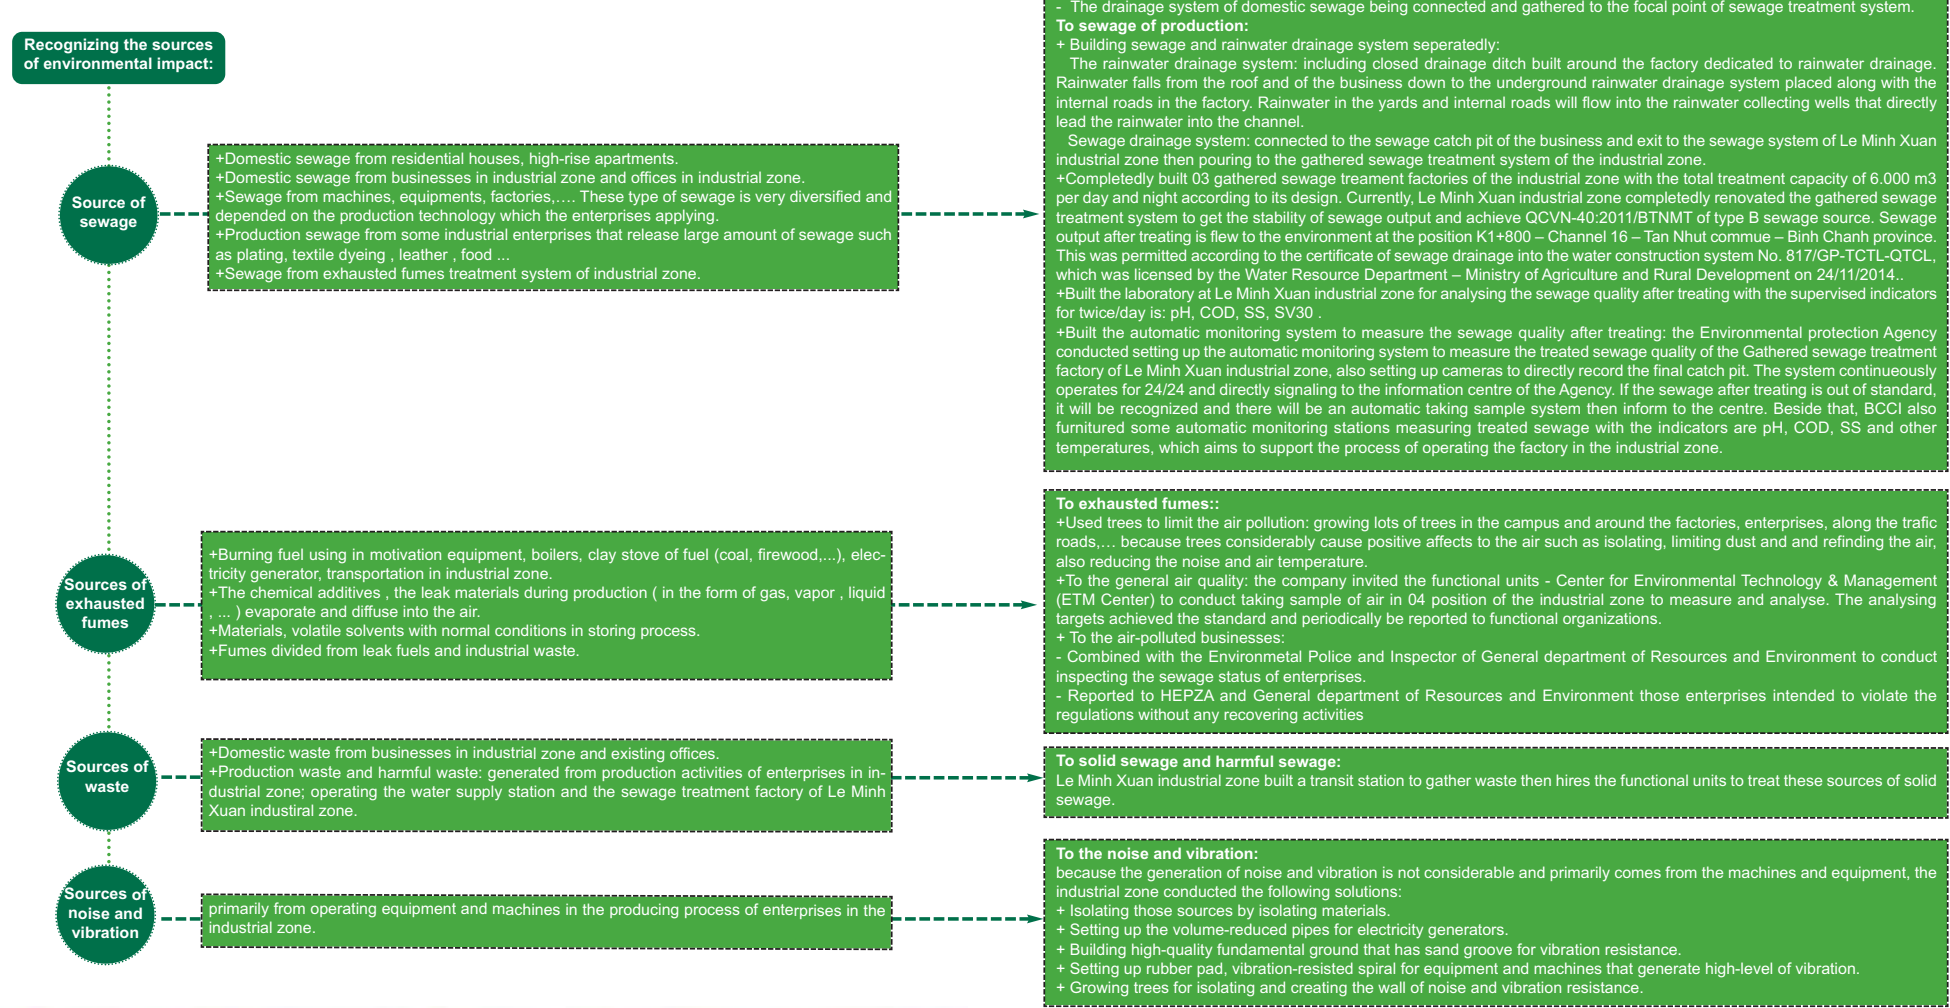 Recognizing the sources
of environmental impact:
Source of
sewage
+Domestic sewage from residential houses, high-rise apartments.
+Domestic sewage from businesses in industrial zone and offices in industrial zone.
+Sewage from machines, equipments, factories,…. These type of sewage is very diversified and
depended on the production technology which the enterprises applying.
+Production sewage from some industrial enterprises that release large amount of sewage such
as plating, textile dyeing , leather , food ...
+Sewage from exhausted fumes treatment system of industrial zone.
- The drainage system of domestic sewage being connected and gathered to the focal point of sewage treatment system.
To sewage of production:
+ Building sewage and rainwater drainage system seperatedly:
The rainwater drainage system: including closed drainage ditch built around the factory dedicated to rainwater drainage.
Rainwater falls from the roof and of the business down to the underground rainwater drainage system placed along with the
internal roads in the factory. Rainwater in the yards and internal roads will flow into the rainwater collecting wells that directly
lead the rainwater into the channel.
Sewage drainage system: connected to the sewage catch pit of the business and exit to the sewage system of Le Minh Xuan
industrial zone then pouring to the gathered sewage treatment system of the industrial zone.
+Completedly built 03 gathered sewage treament factories of the industrial zone with the total treatment capacity of 6.000 m3
per day and night according to its design. Currently, Le Minh Xuan industrial zone completedly renovated the gathered sewage
treatment system to get the stability of sewage output and achieve QCVN-40:2011/BTNMT of type B sewage source. Sewage
output after treating is flew to the environment at the position K1+800 – Channel 16 – Tan Nhut commue – Binh Chanh province.
This was permitted according to the certificate of sewage drainage into the water construction system No. 817/GP-TCTL-QTCL,
which was licensed by the Water Resource Department – Ministry of Agriculture and Rural Development on 24/11/2014..
+Built the laboratory at Le Minh Xuan industrial zone for analysing the sewage quality after treating with the supervised indicators
for twice/day is: pH, COD, SS, SV30 .
+Built the automatic monitoring system to measure the sewage quality after treating: the Environmental protection Agency
conducted setting up the automatic monitoring system to measure the treated sewage quality of the Gathered sewage treatment
factory of Le Minh Xuan industrial zone, also setting up cameras to directly record the final catch pit. The system continueously
operates for 24/24 and directly signaling to the information centre of the Agency. If the sewage after treating is out of standard,
it will be recognized and there will be an automatic taking sample system then inform to the centre. Beside that, BCCI also
furnitured some automatic monitoring stations measuring treated sewage with the indicators are pH, COD, SS and other
temperatures, which aims to support the process of operating the factory in the industrial zone.
Sources of
exhausted
fumes
+Burning fuel using in motivation equipment, boilers, clay stove of fuel (coal, firewood,...), elec-
tricity generator, transportation in industrial zone.
+The chemical additives , the leak materials during production ( in the form of gas, vapor , liquid
, ... ) evaporate and diffuse into the air.
+Materials, volatile solvents with normal conditions in storing process.
+Fumes divided from leak fuels and industrial waste.
To exhausted fumes::
+Used trees to limit the air pollution: growing lots of trees in the campus and around the factories, enterprises, along the trafic
roads,… because trees considerably cause positive affects to the air such as isolating, limiting dust and and refinding the air,
also reducing the noise and air temperature.
+To the general air quality: the company invited the functional units - Center for Environmental Technology & Management
(ETM Center) to conduct taking sample of air in 04 position of the industrial zone to measure and analyse. The analysing
targets achieved the standard and periodically be reported to functional organizations.
+ To the air-polluted businesses:
- Combined with the Environmetal Police and Inspector of General department of Resources and Environment to conduct
inspecting the sewage status of enterprises.
- Reported to HEPZA and General department of Resources and Environment those enterprises intended to violate the
regulations without any recovering activities
Sources of
waste
+Domestic waste from businesses in industrial zone and existing offices.
+Production waste and harmful waste: generated from production activities of enterprises in in-
dustrial zone; operating the water supply station and the sewage treatment factory of Le Minh
Xuan industiral zone.
To solid sewage and harmful sewage:
Le Minh Xuan industrial zone built a transit station to gather waste then hires the functional units to treat these sources of solid
sewage.
Sources of
noise and
vibration
primarily from operating equipment and machines in the producing process of enterprises in the
industrial zone.
To the noise and vibration:
because the generation of noise and vibration is not considerable and primarily comes from the machines and equipment, the
industrial zone conducted the following solutions:
+ Isolating those sources by isolating materials.
+ Setting up the volume-reduced pipes for electricity generators.
+ Building high-quality fundamental ground that has sand groove for vibration resistance.
+ Setting up rubber pad, vibration-resisted spiral for equipment and machines that generate high-level of vibration.
+ Growing trees for isolating and creating the wall of noise and vibration resistance.